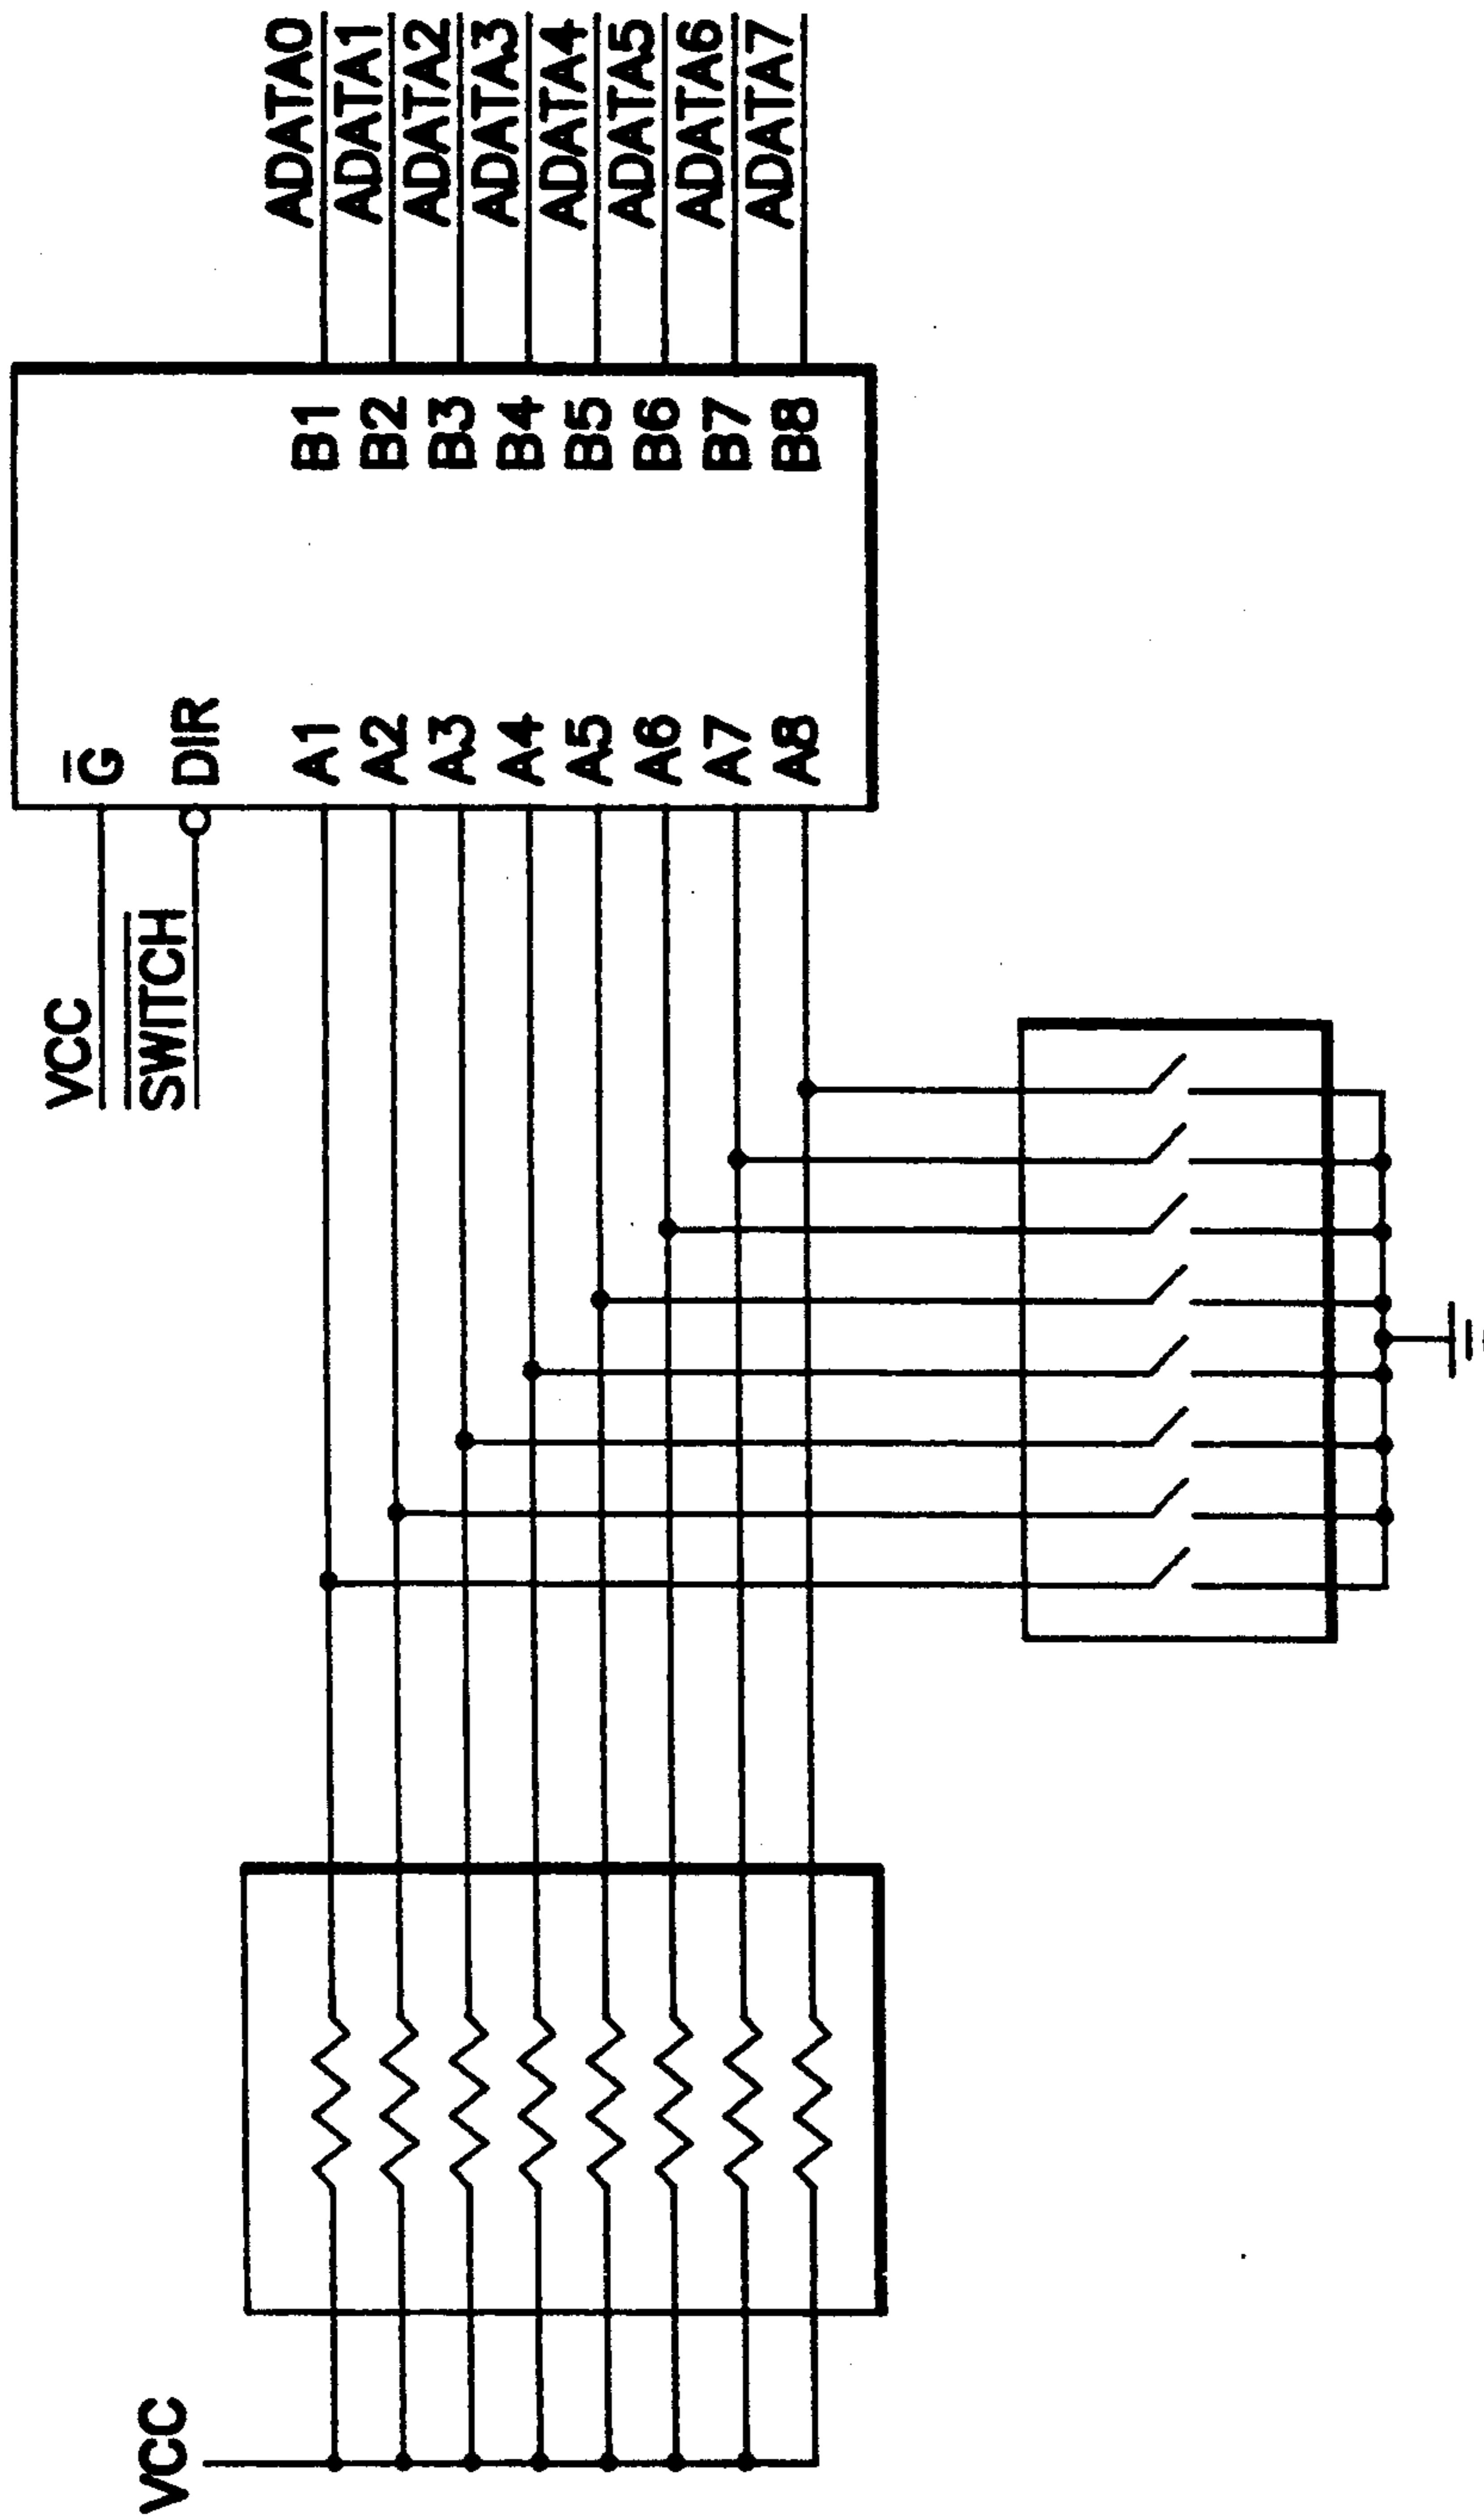 VCC
VCC
SWITCH
G
DIR
A1
A2
A3
A4
A5
A6
A7
A8
B1
B2
B3
B4
B5
B6
B7
B8
ADATA0
ADATA1
ADATA2
ADATA3
ADATA4
ADATA5
ADATA6
ADATA7